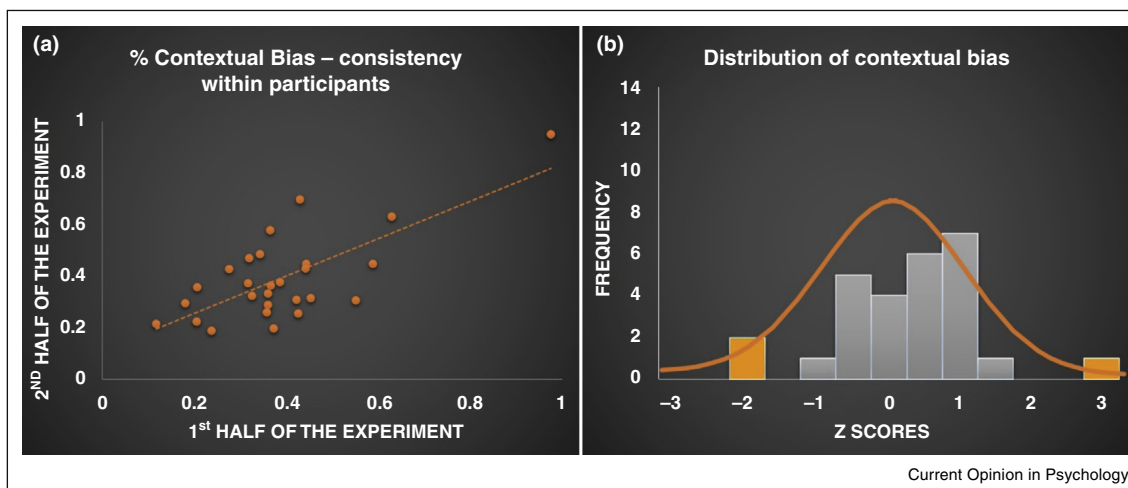 (a)
% Contextual Bias – consistency
within participants
2ND HALF OF THE EXPERIMENT
1
0.8
0.6
0.4
0.2
0
0
0.2
0.4
0.6
0.8
1
1st HALF OF THE EXPERIMENT
(b)
Distribution of contextual bias
FREQUENCY
14
12
10
8
6
4
2
0
–3
–2
–1
0
1
2
3
Z SCORES
Current Opinion in Psychology